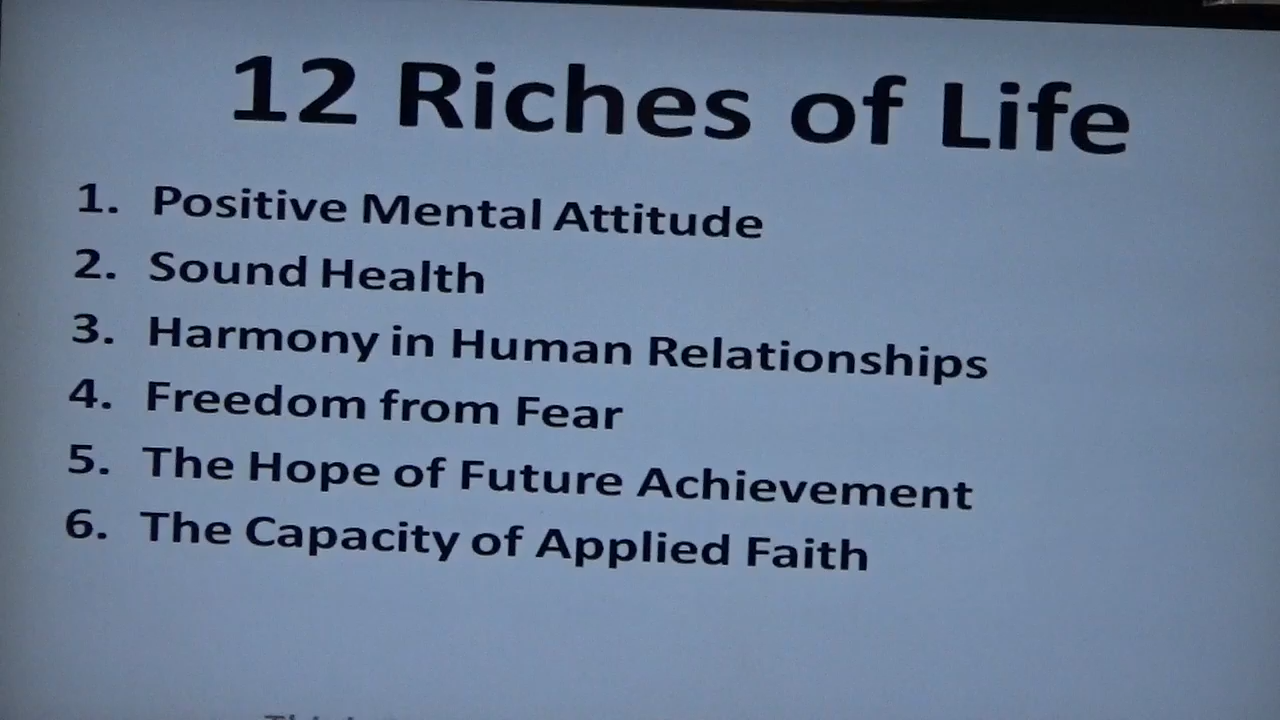 12 Riches of Life
1. Positive Mental Attitude
2. Sound Health
3. Harmony in Human Relationships
4. Freedom from Fear
5. The Hope of Future Achievement
6. The Capacity of Applied Faith